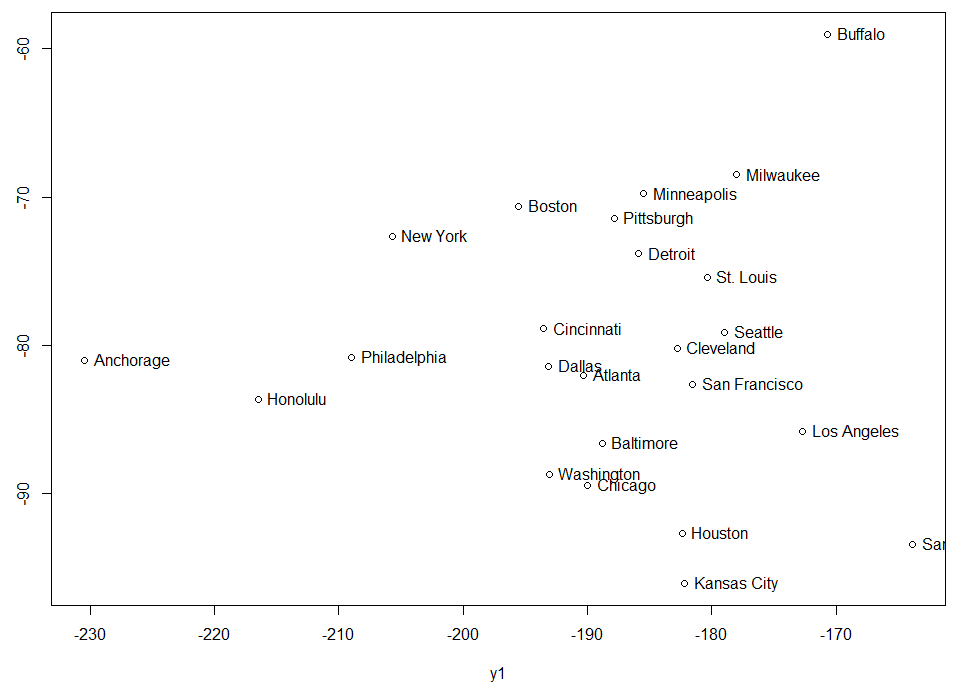 -60
-70
-80
-90
Buffalo
Milwaukee
Minneapolis
Boston
Pittsburgh
New York
Detroit
St. Louis
Cincinnati
Seattle
Cleveland
Anchorage
Philadelphia
Dallas
Atlanta
San Francisco
Honolulu
Los Angeles
Baltimore
Washington
Chicago
Houston
Kansas City
-230 -220 -210 -200 -190 -180 -170
y1